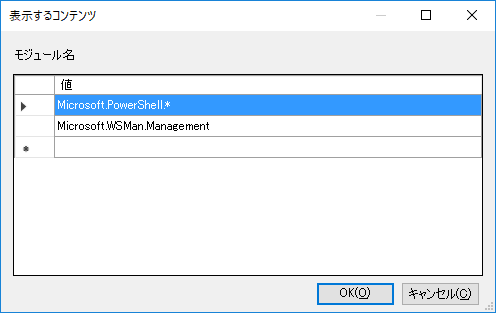 表示するコンテンツ
モジュール名
値
Microsoft.PowerShell.*
Microsoft.WSMan.Management
*
OK(O) キャンセル(C)